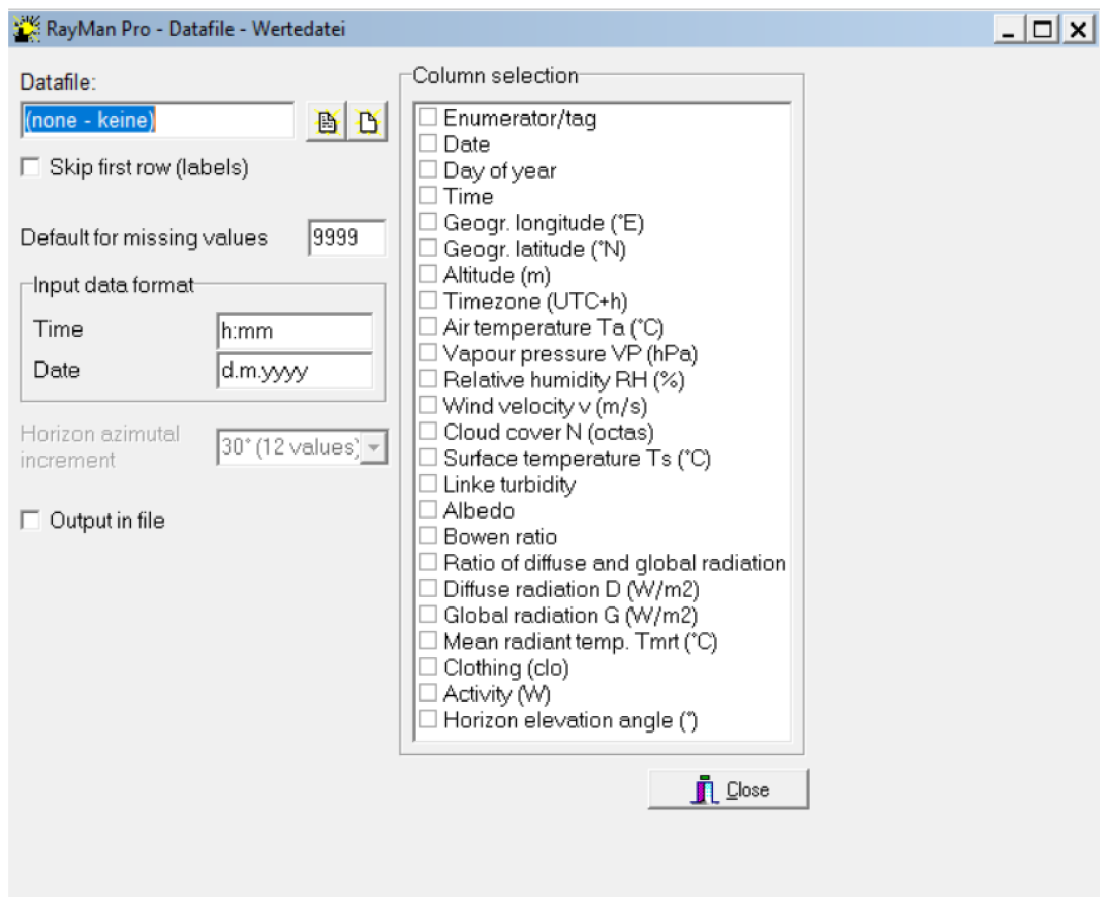 RayMan Pro - Datafile - Wertedatei
Datafile:
(none - keine)
Skip first row (labels)
Default for missing values 9999
Input data format
Time h:mm
Date d.m.yyyy
Horizon azimutal
increment
30° (12 values)
Output in file
Column selection
Enumerator/tag
Date
Day of year
Time
Geogr. longitude (°E)
Geogr. latitude (°N)
Altitude (m)
Timezone (UTC+h)
Air temperature Ta (°C)
Vapour pressure VP (hPa)
Relative humidity RH (%)
Wind velocity v (m/s)
Cloud cover N (octas)
Surface temperature Ts (°C)
Linke turbidity
Albedo
Bowen ratio
Ratio of diffuse and global radiation
Diffuse radiation D (W/m2)
Global radiation G (W/m2)
Mean radiant temp. Tmrt (°C)
Clothing (clo)
Activity (W)
Horizon elevation angle (°)
Close